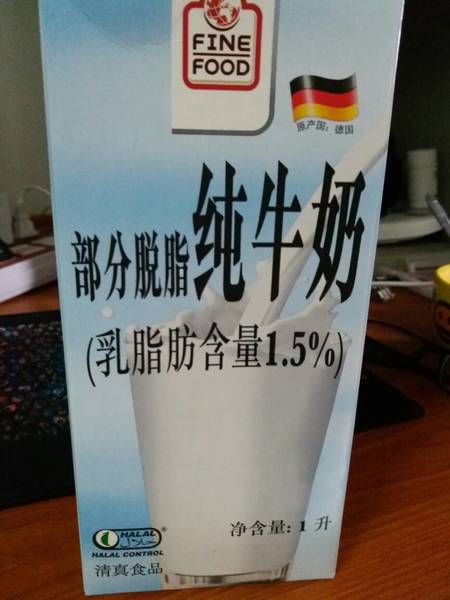 FINE
FOOD
原产国：德国
部分脱脂纯牛奶
(乳脂肪含量1.5%)
HALAL
حلال
HALAL CONTROL
清真食品
净含量: 1 升